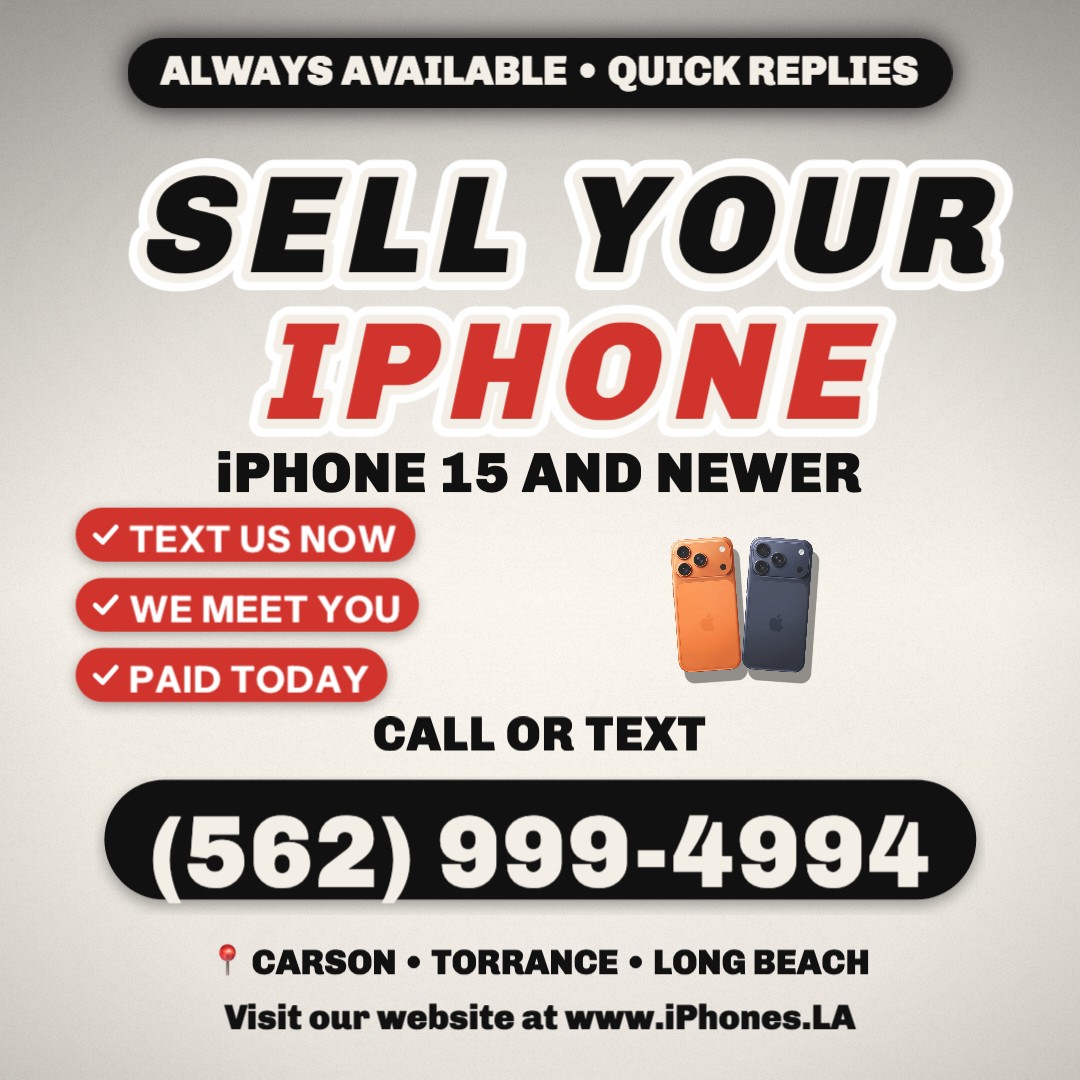 ALWAYS AVAILABLE • QUICK REPLIES
SELL YOUR
IPHONE
iPHONE 15 AND NEWER
✓ TEXT US NOW
✓ WE MEET YOU
✓ PAID TODAY
CALL OR TEXT
(562) 999-4994
📍 CARSON • TORRANCE • LONG BEACH
Visit our website at www.iPhones.LA